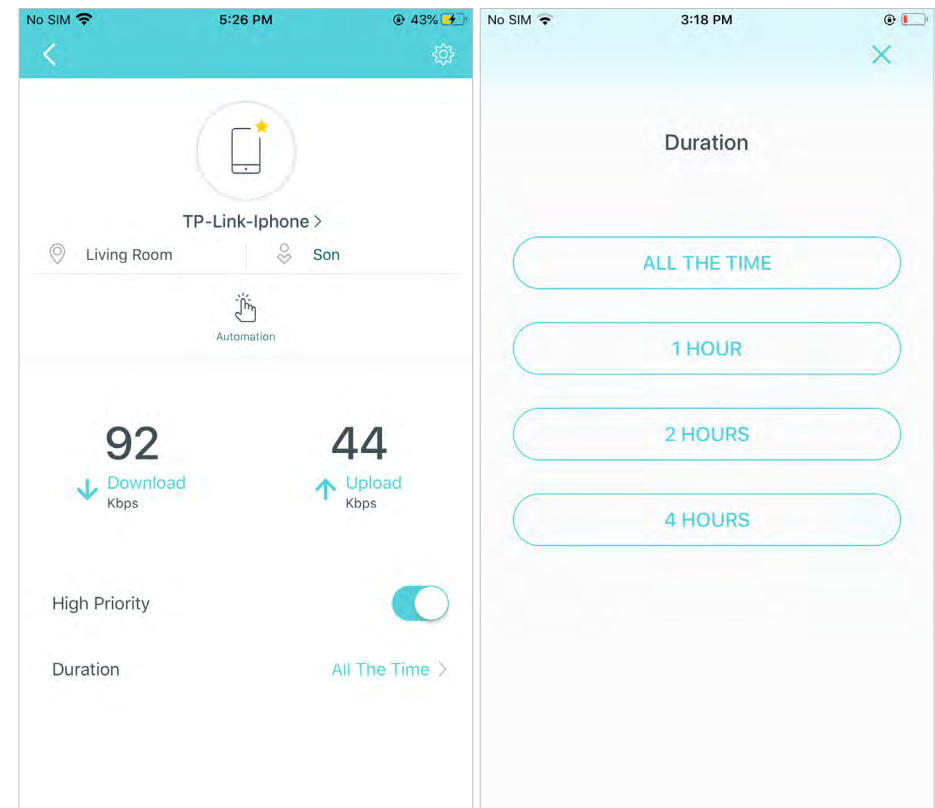 No SIM 5:26 PM 43%
TP-Link-Iphone >
Living Room Son
Automation
92 44
Download Upload
Kbps Kbps
High Priority
Duration All The Time >
No SIM 3:18 PM
Duration
ALL THE TIME
1 HOUR
2 HOURS
4 HOURS